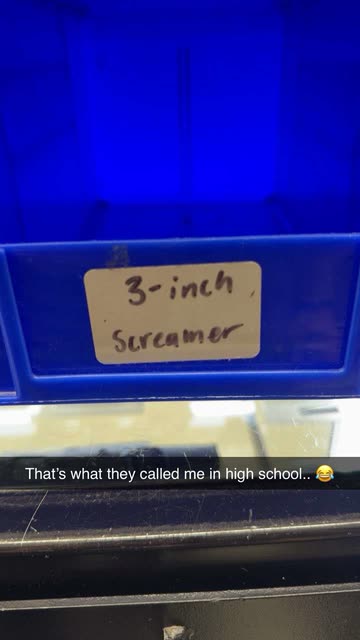 3-inch
Screamer
That's what they called me in high school.. 😂